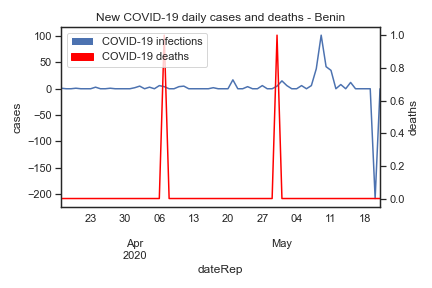 New COVID-19 daily cases and deaths - Benin
COVID-19 infections
COVID-19 deaths
cases
100
50
0
−50
−100
−150
−200
deaths
1.0
0.8
0.6
0.4
0.2
0.0
23 30 06 13 20 27 04 11 18
Apr May
2020
dateRep